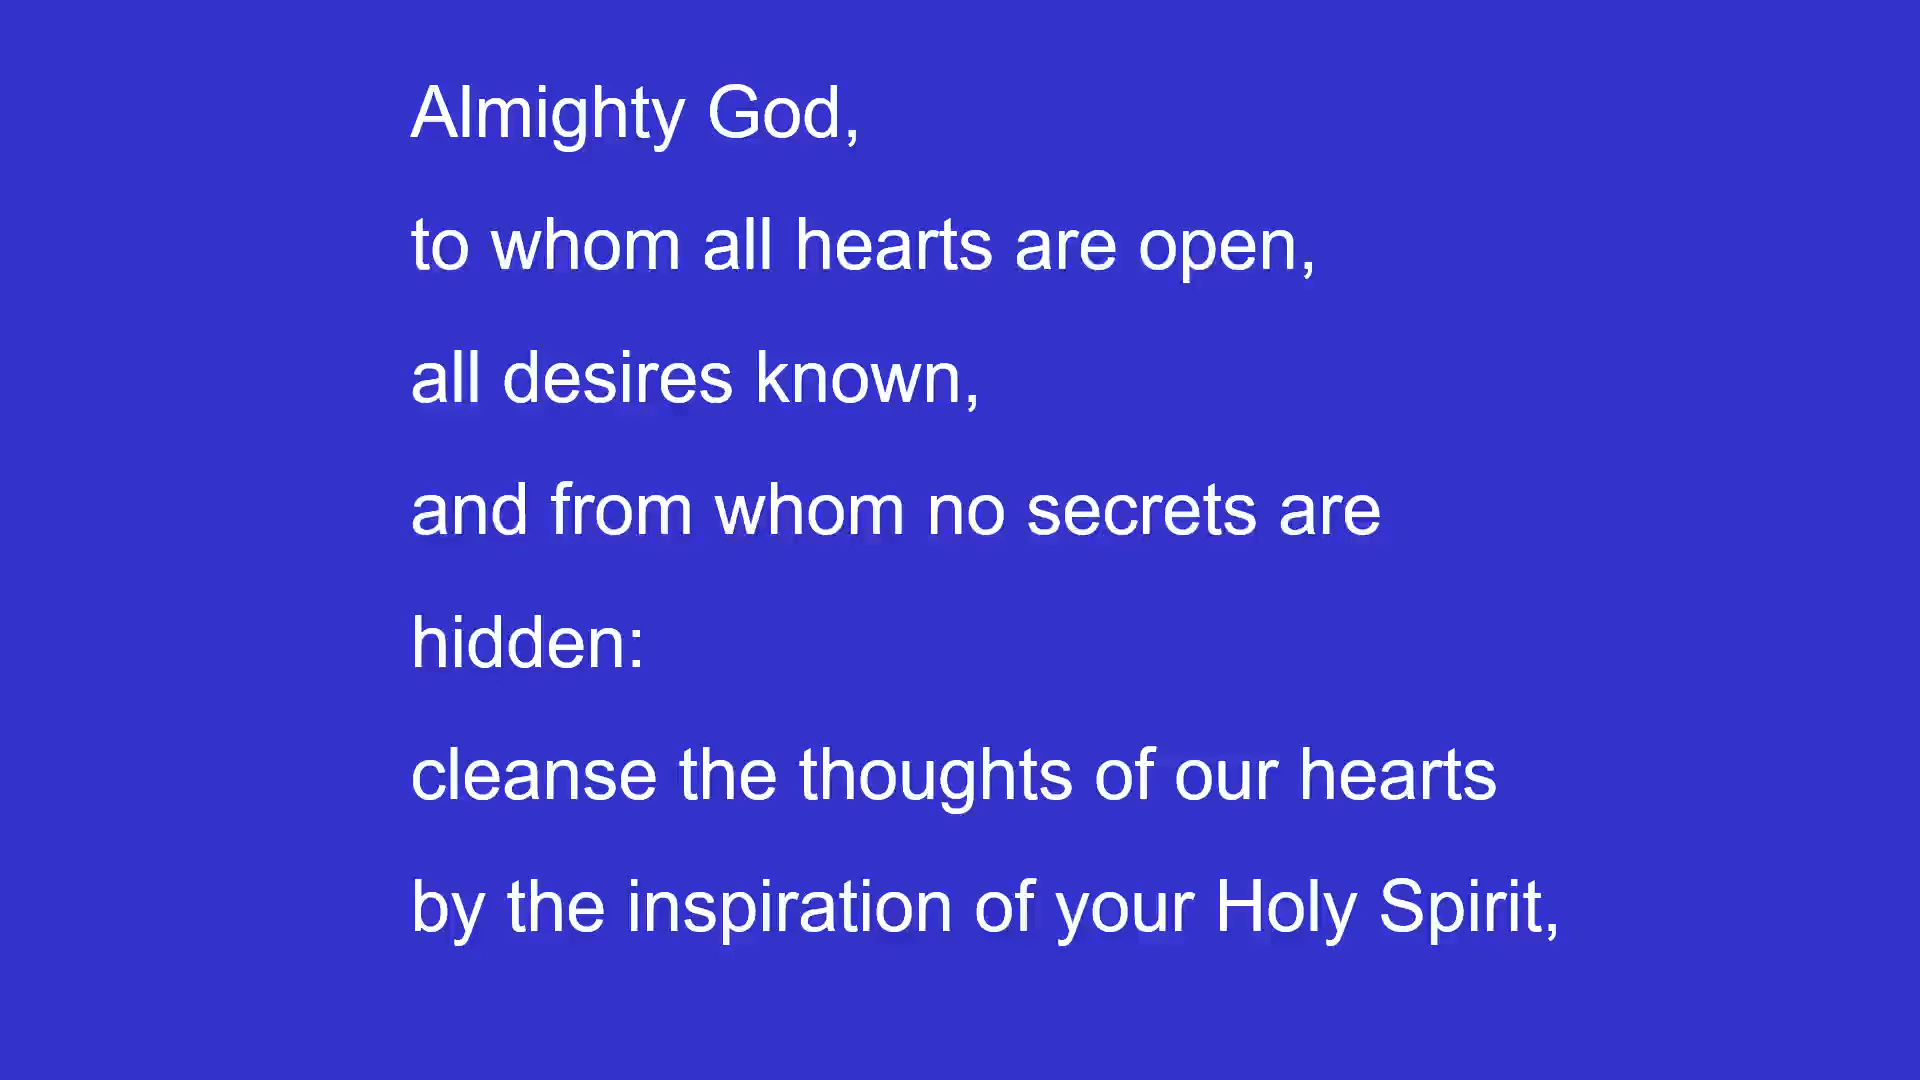 Almighty God,
to whom all hearts are open,
all desires known,
and from whom no secrets are
hidden:
cleanse the thoughts of our hearts
by the inspiration of your Holy Spirit,